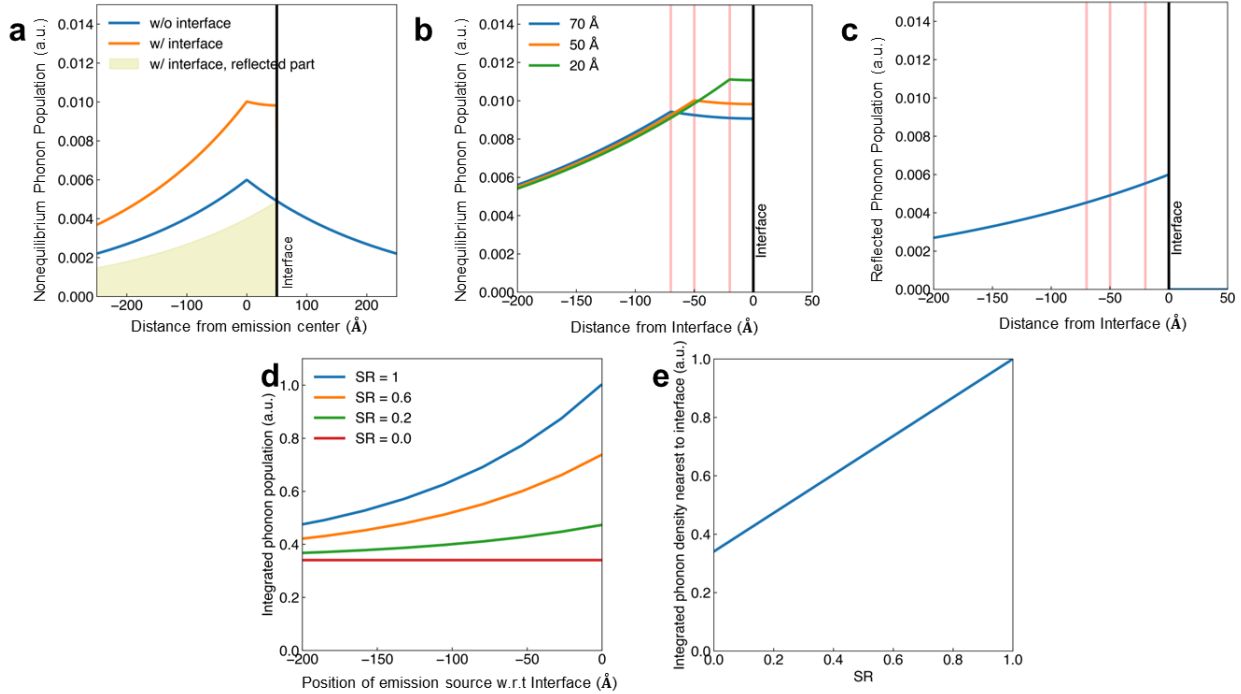 a
Nonequilibrium Phonon Population (a.u.)
0.014
0.012
0.010
0.008
0.006
0.004
0.002
0.000
w/o interface
w/ interface
w/ interface, reflected part
Interface
−200 −100 0 100 200
Distance from emission center (Å)
b
Nonequilibrium Phonon Population (a.u.)
0.014
0.012
0.010
0.008
0.006
0.004
0.002
0.000
70 Å
50 Å
20 Å
Interface
−200 −150 −100 −50 0 50
Distance from Interface (Å)
c
Reflected Phonon Population (a.u.)
0.014
0.012
0.010
0.008
0.006
0.004
0.002
0.000
Interface
−200 −150 −100 −50 0 50
Distance from Interface (Å)
d
Integrated phonon population (a.u.)
1.0
0.8
0.6
0.4
0.2
0.0
SR = 1
SR = 0.6
SR = 0.2
SR = 0.0
−200 −150 −100 −50 0
Position of emission source w.r.t Interface (Å)
e
Integrated phonon density nearest to interface (a.u.)
1.0
0.8
0.6
0.4
0.2
0.0
0.0 0.2 0.4 0.6 0.8 1.0
SR